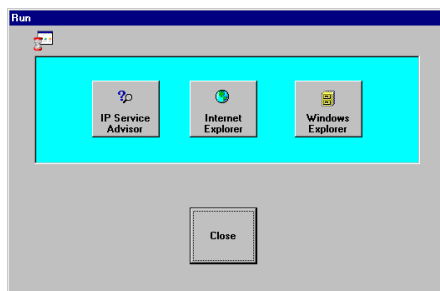 Run
IP Service
Advisor
Internet
Explorer
Windows
Explorer
Close